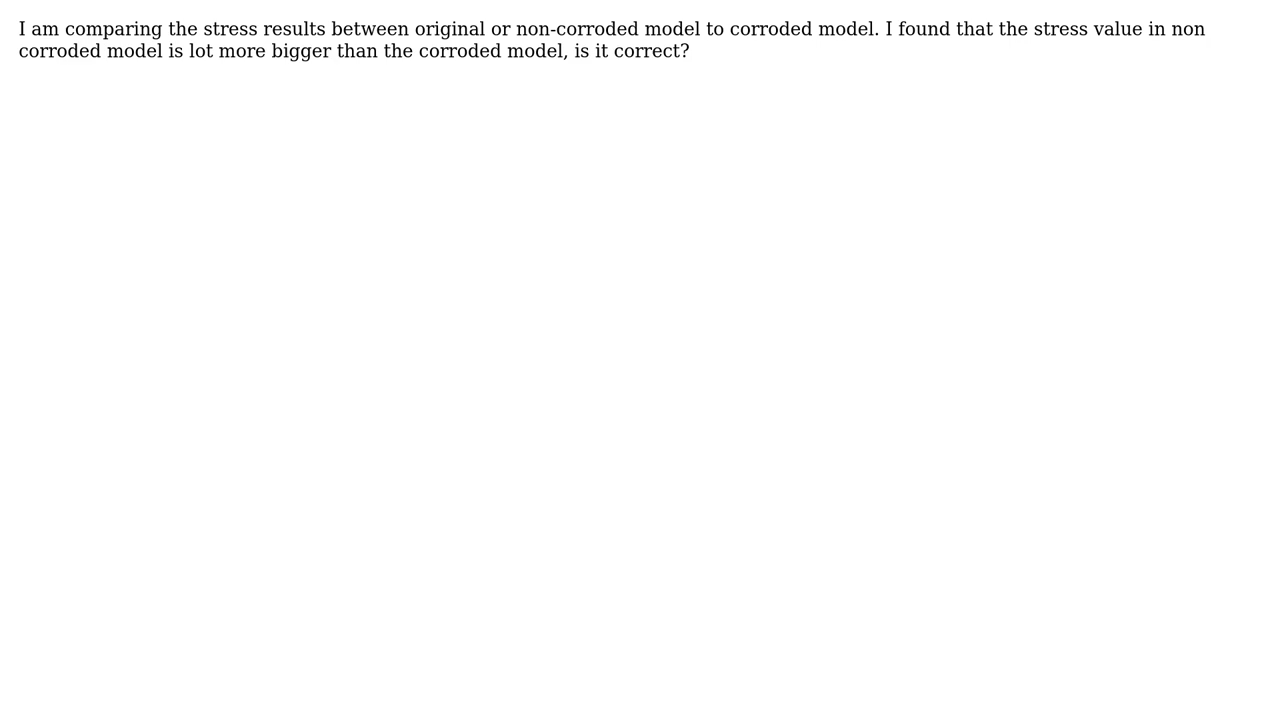 I am comparing the stress results between original or non-corroded model to corroded model. I found that the stress value in non
corroded model is lot more bigger than the corroded model, is it correct?